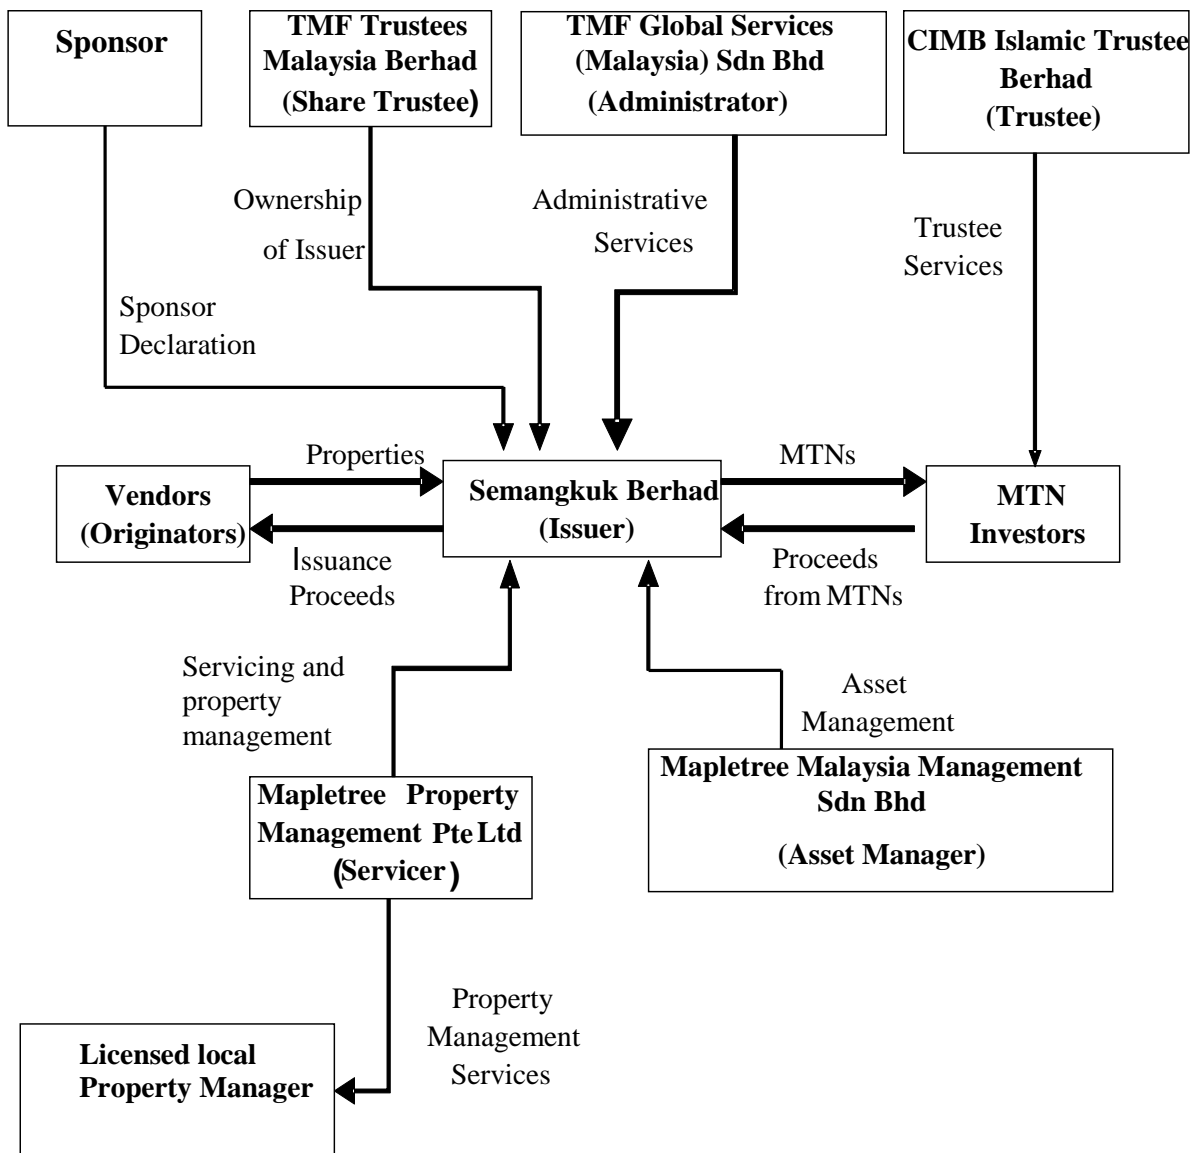 Sponsor
TMF Trustees
Malaysia Berhad
(Share Trustee)
TMF Global Services
(Malaysia) Sdn Bhd
(Administrator)
CIMB Islamic Trustee
Berhad
(Trustee)
Ownership
of Issuer
Administrative
Services
Trustee
Services
Sponsor
Declaration
Properties
MTNs
Vendors
(Originators)
Semangkuk Berhad
(Issuer)
MTN
Investors
Issuance
Proceeds
Proceeds
from MTNs
Servicing and
property
management
Asset
Management
Mapletree Property
Management Pte Ltd
(Servicer)
Mapletree Malaysia Management
Sdn Bhd
(Asset Manager)
Property
Management
Services
Licensed local
Property Manager